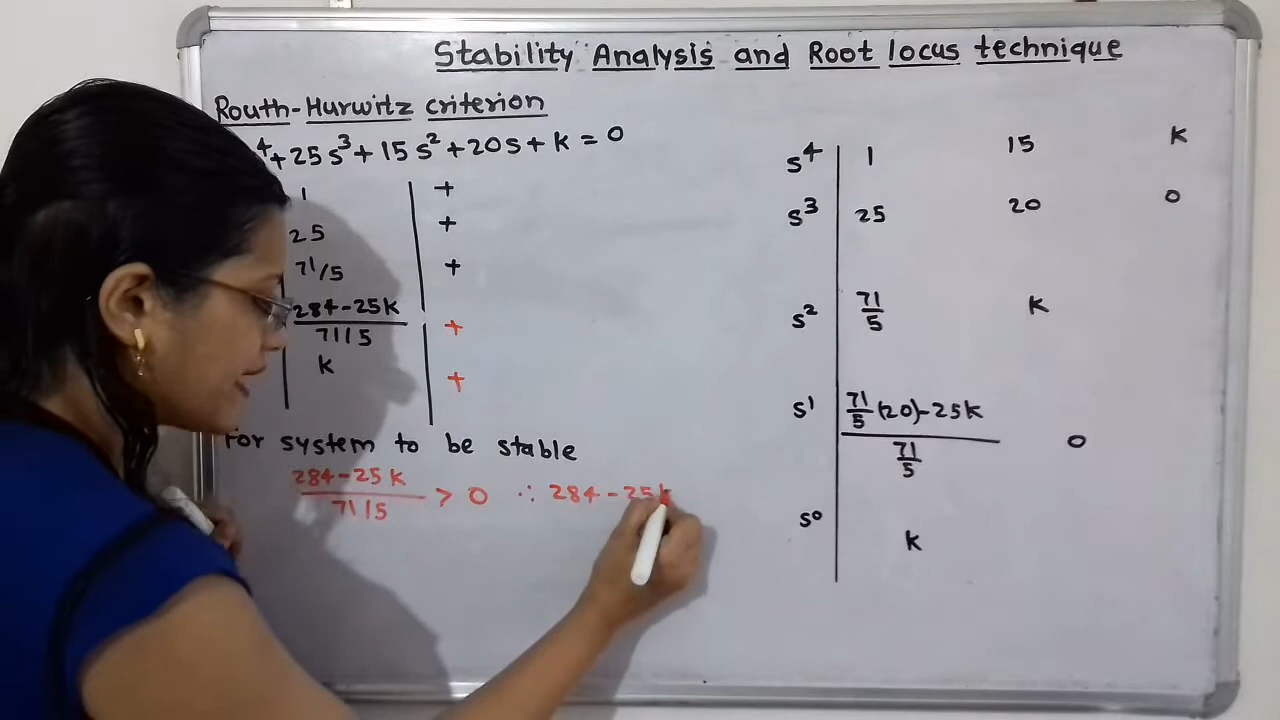 Stability Analysis and Root locus technique
Routh-Hurwitz criterion
⁴+25s³+15s²+20s+k=0
1 +
25 +
71/5 +
284-25k
71/5 +
k +
For system to be stable
284-25k
71/5 > 0 ∴ 284-25k
s⁴ 1 15 k
s³ 25 20 0
s² 71/5 k
s¹ 71/5(20)-25k
71/5 0
s⁰ k